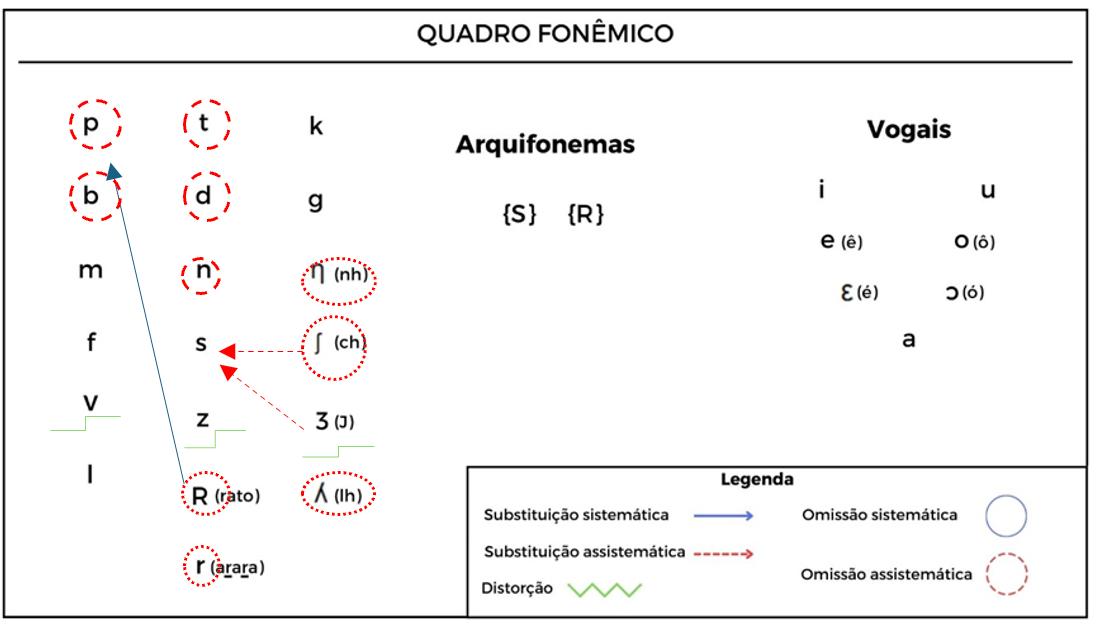 QUADRO FONÊMICO
p t k
b d g
m n η (nh)
f s ʃ (ch)
v z 3 (J)
l R (rato) ʎ (lh)
r (arara)
Arquifonemas
{S} {R}
Vogais
i u
e (ê) o (ô)
ɛ (é) ɔ (ó)
a
Legenda
Substituição sistemática
Substituição assistemática
Distorção
Omissão sistemática
Omissão assistemática